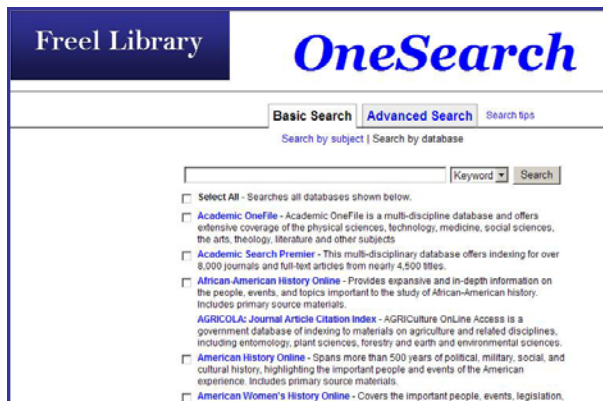 Freel Library
OneSearch
Basic Search Advanced Search Search tips
Search by subject | Search by database
Keyword Search
Select All - Searches all databases shown below.
Academic OneFile - Academic OneFile is a multi-discipline database and offers
extensive coverage of the physical sciences, technology, medicine, social sciences,
the arts, theology, literature and other subjects
Academic Search Premier - This multi-disciplinary database offers indexing for over
8,000 journals and full-text articles from nearly 4,500 titles.
African-American History Online - Provides expansive and in-depth information on
the people, events, and topics important to the study of African-American history.
Includes primary source materials.
AGRICOLA: Journal Article Citation Index - AGRICulture OnLine Access is a
government database of indexing to materials on agriculture and related disciplines,
including entomology, plant sciences, forestry and earth and environmental sciences.
American History Online - Spans more than 500 years of political, military, social, and
cultural history, highlighting the important people and events of the American
experience. Includes primary source materials.
American Women's History Online - Covers the important people, events, legislation,